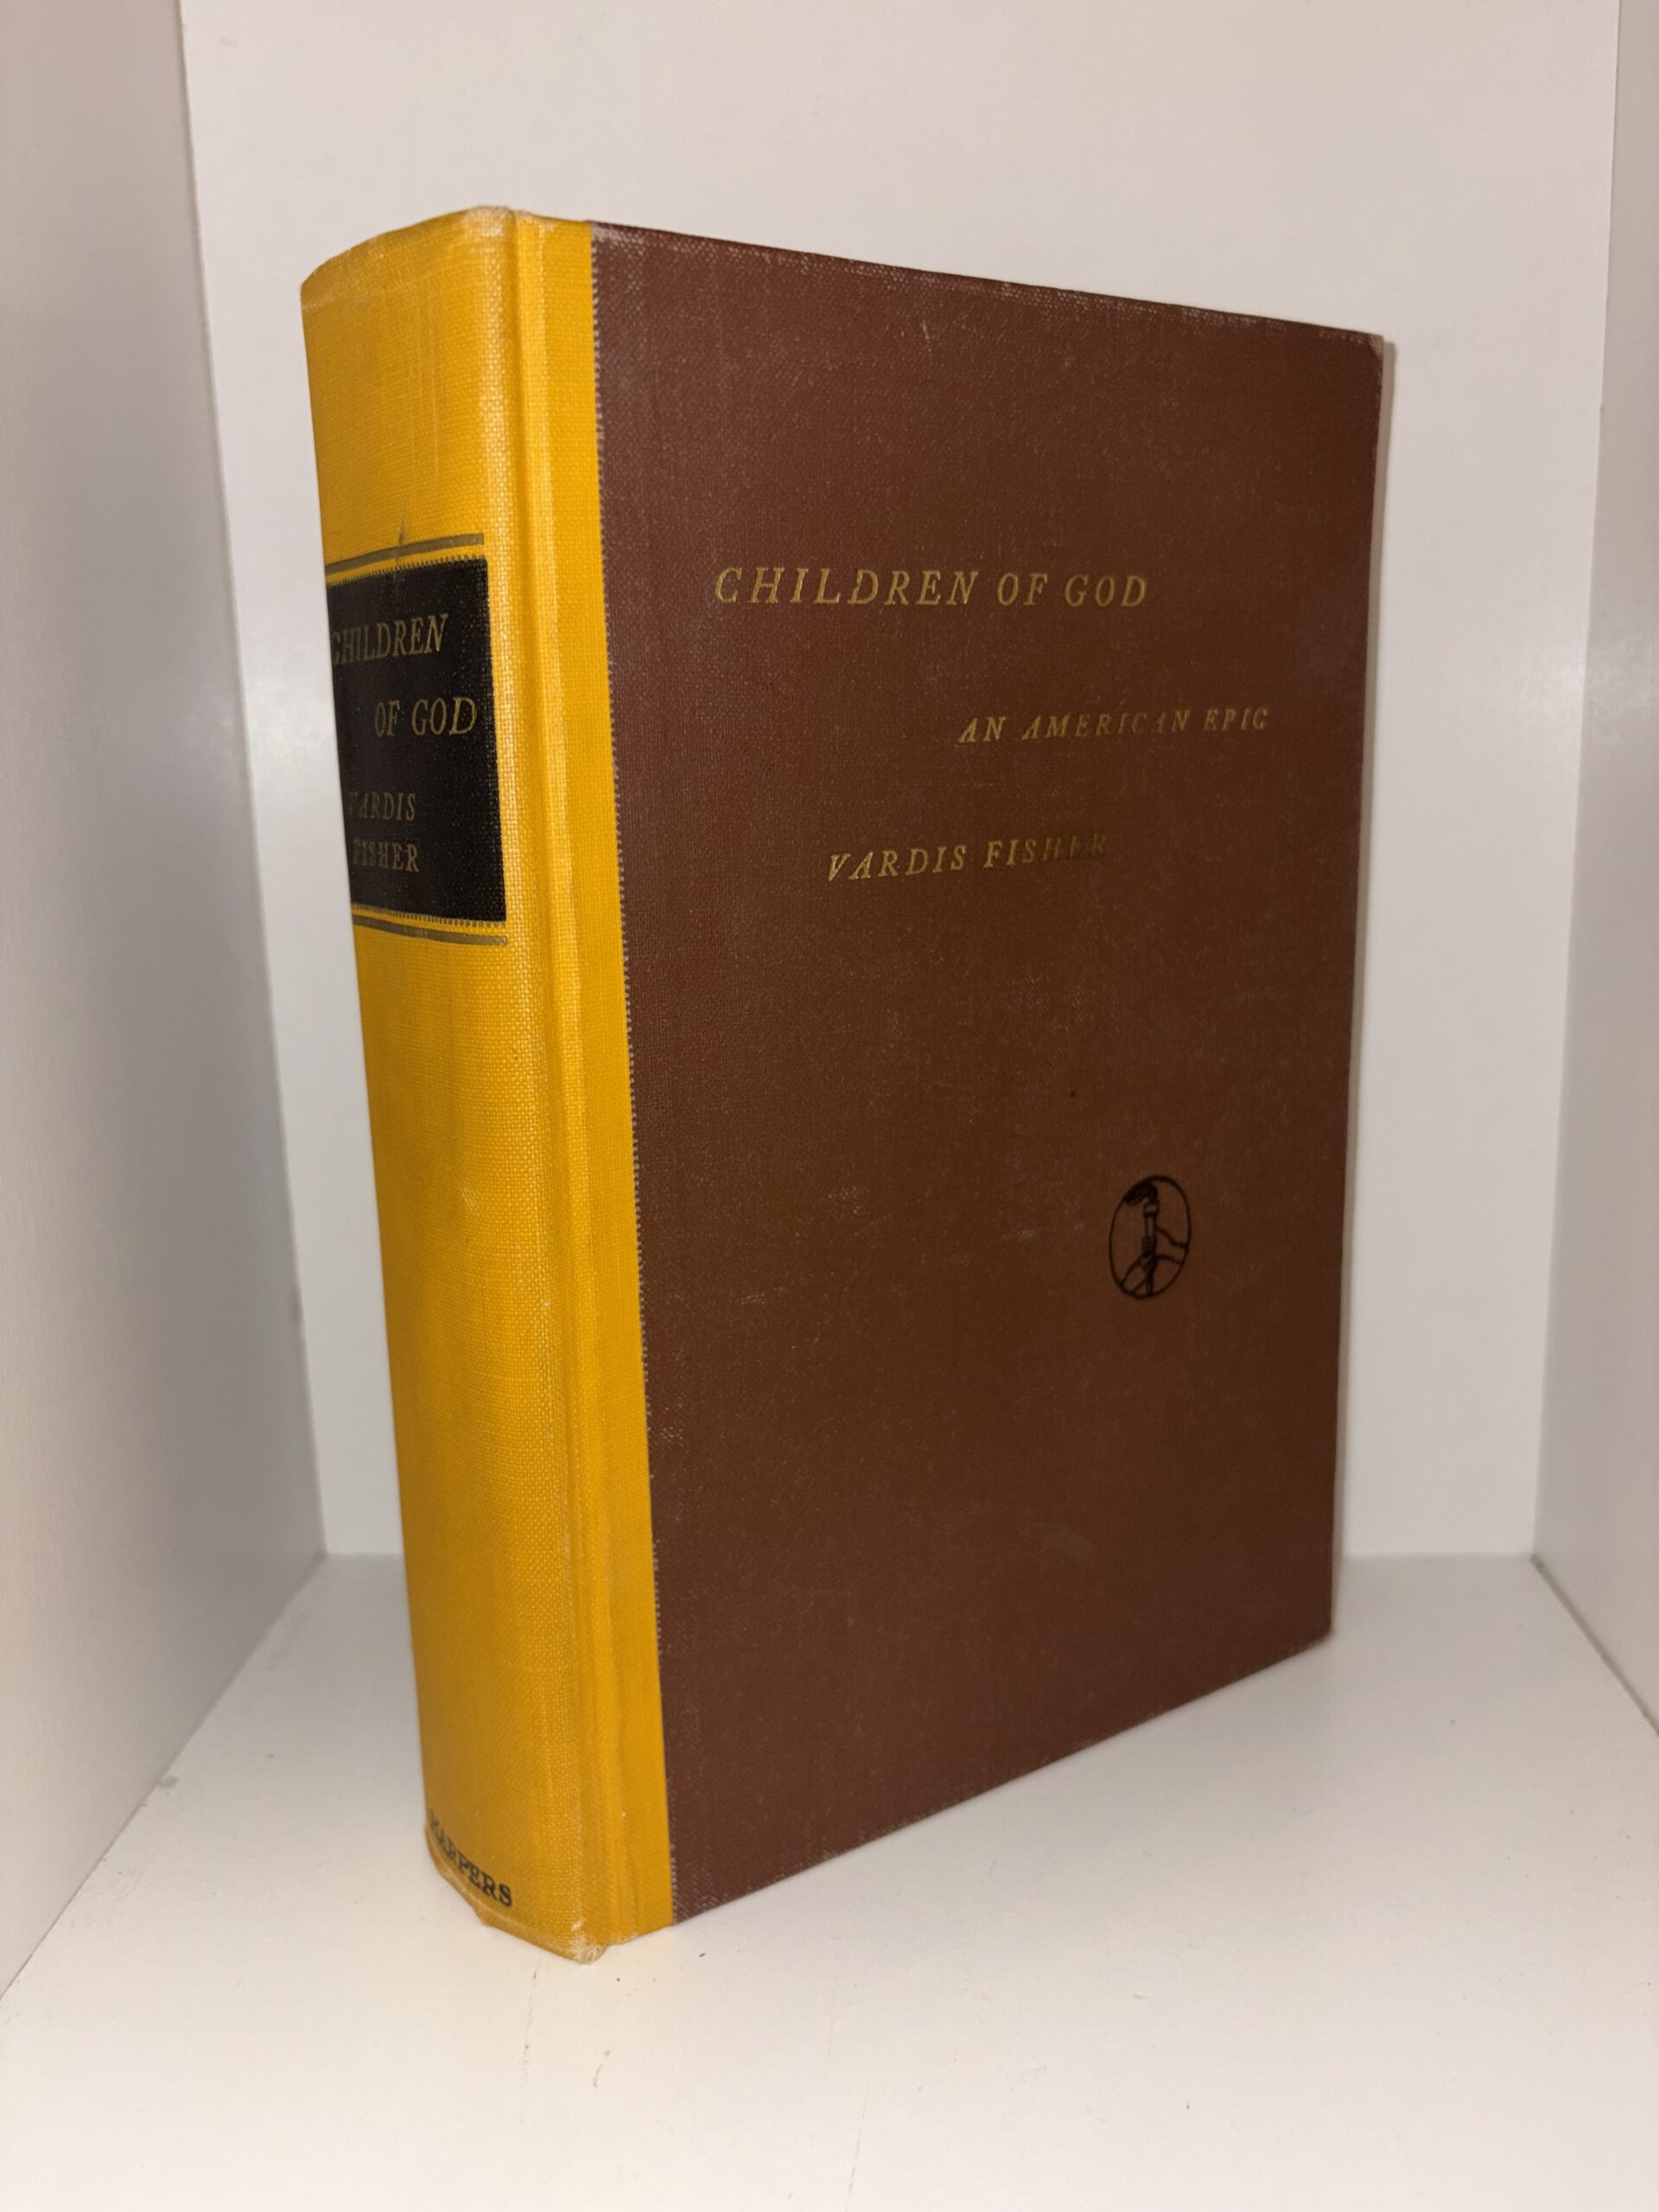 CHILDREN
OF GOD
VARDIS
FISHER
HARPERS
CHILDREN OF GOD
AN AMERICAN EPIC
VARDIS FISHER